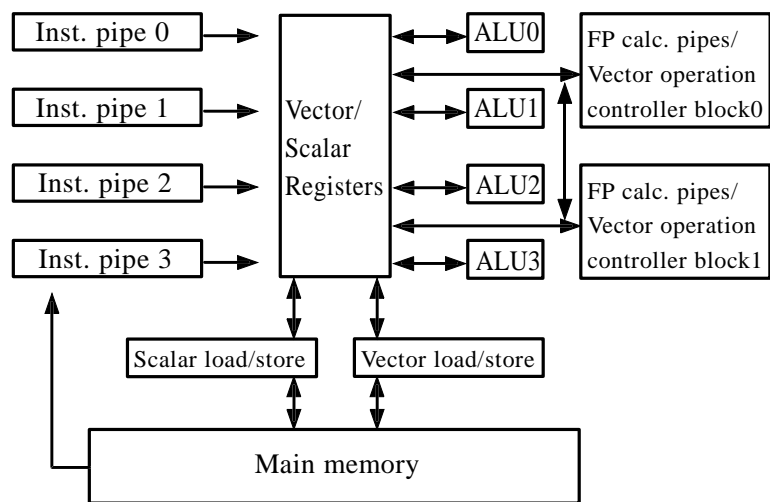 Inst. pipe 0
Inst. pipe 1
Inst. pipe 2
Inst. pipe 3
Vector/
Scalar
Registers
ALU0
ALU1
ALU2
ALU3
FP calc. pipes/
Vector operation
controller block0
FP calc. pipes/
Vector operation
controller block1
Scalar load/store
Vector load/store
Main memory